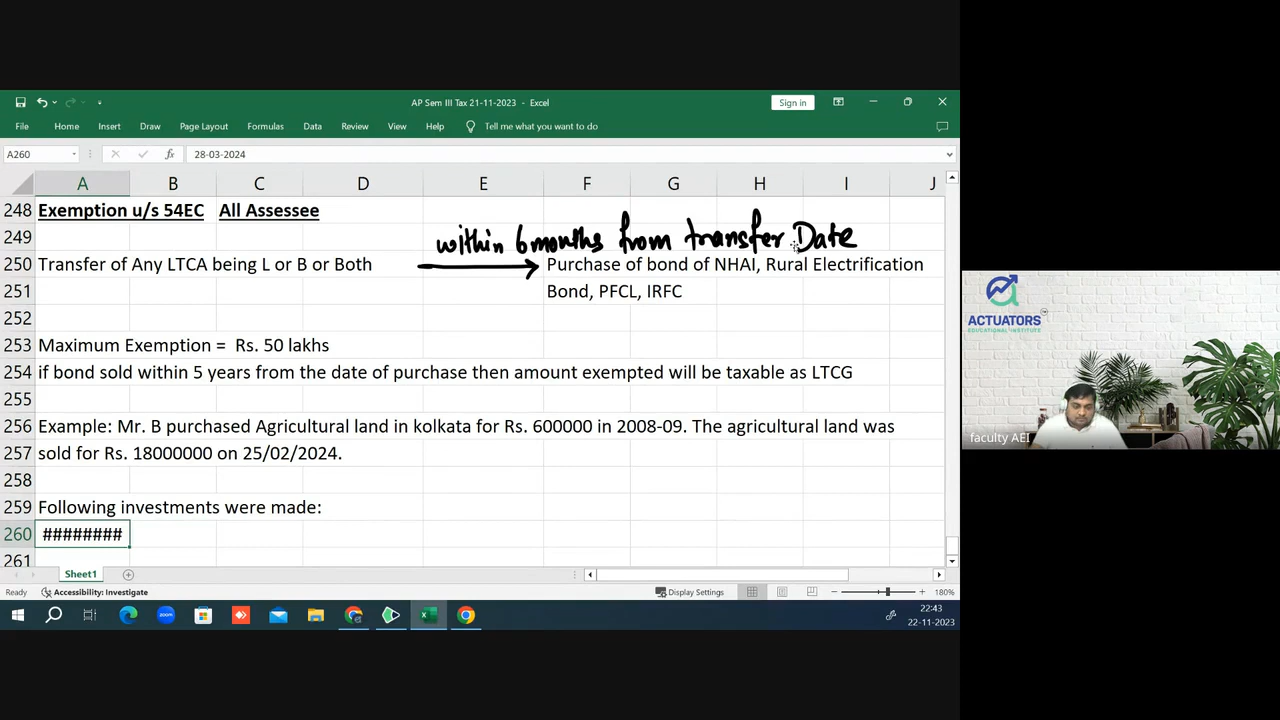 AP Sem III Tax 21-11-2023 - Excel
Sign in
File Home Insert Draw Page Layout Formulas Data Review View Help Tell me what you want to do
A260 fx 28-03-2024
A B C D E F G H I J
248 Exemption u/s 54EC All Assessee
249 within 6 months from transfer Date
250 Transfer of Any LTCA being L or B or Both Purchase of bond of NHAI, Rural Electrification
251 Bond, PFCL, IRFC
252
253 Maximum Exemption = Rs. 50 lakhs
254 if bond sold within 5 years from the date of purchase then amount exempted will be taxable as LTCG
255
256 Example: Mr. B purchased Agricultural land in kolkata for Rs. 600000 in 2008-09. The agricultural land was
257 sold for Rs. 18000000 on 25/02/2024.
258
259 Following investments were made:
260 ########
261
Sheet1
Ready Accessibility: Investigate Display Settings 180%
zoom
22:43
22-11-2023
ACTUATORS
EDUCATIONAL INSTITUTE
faculty AEI